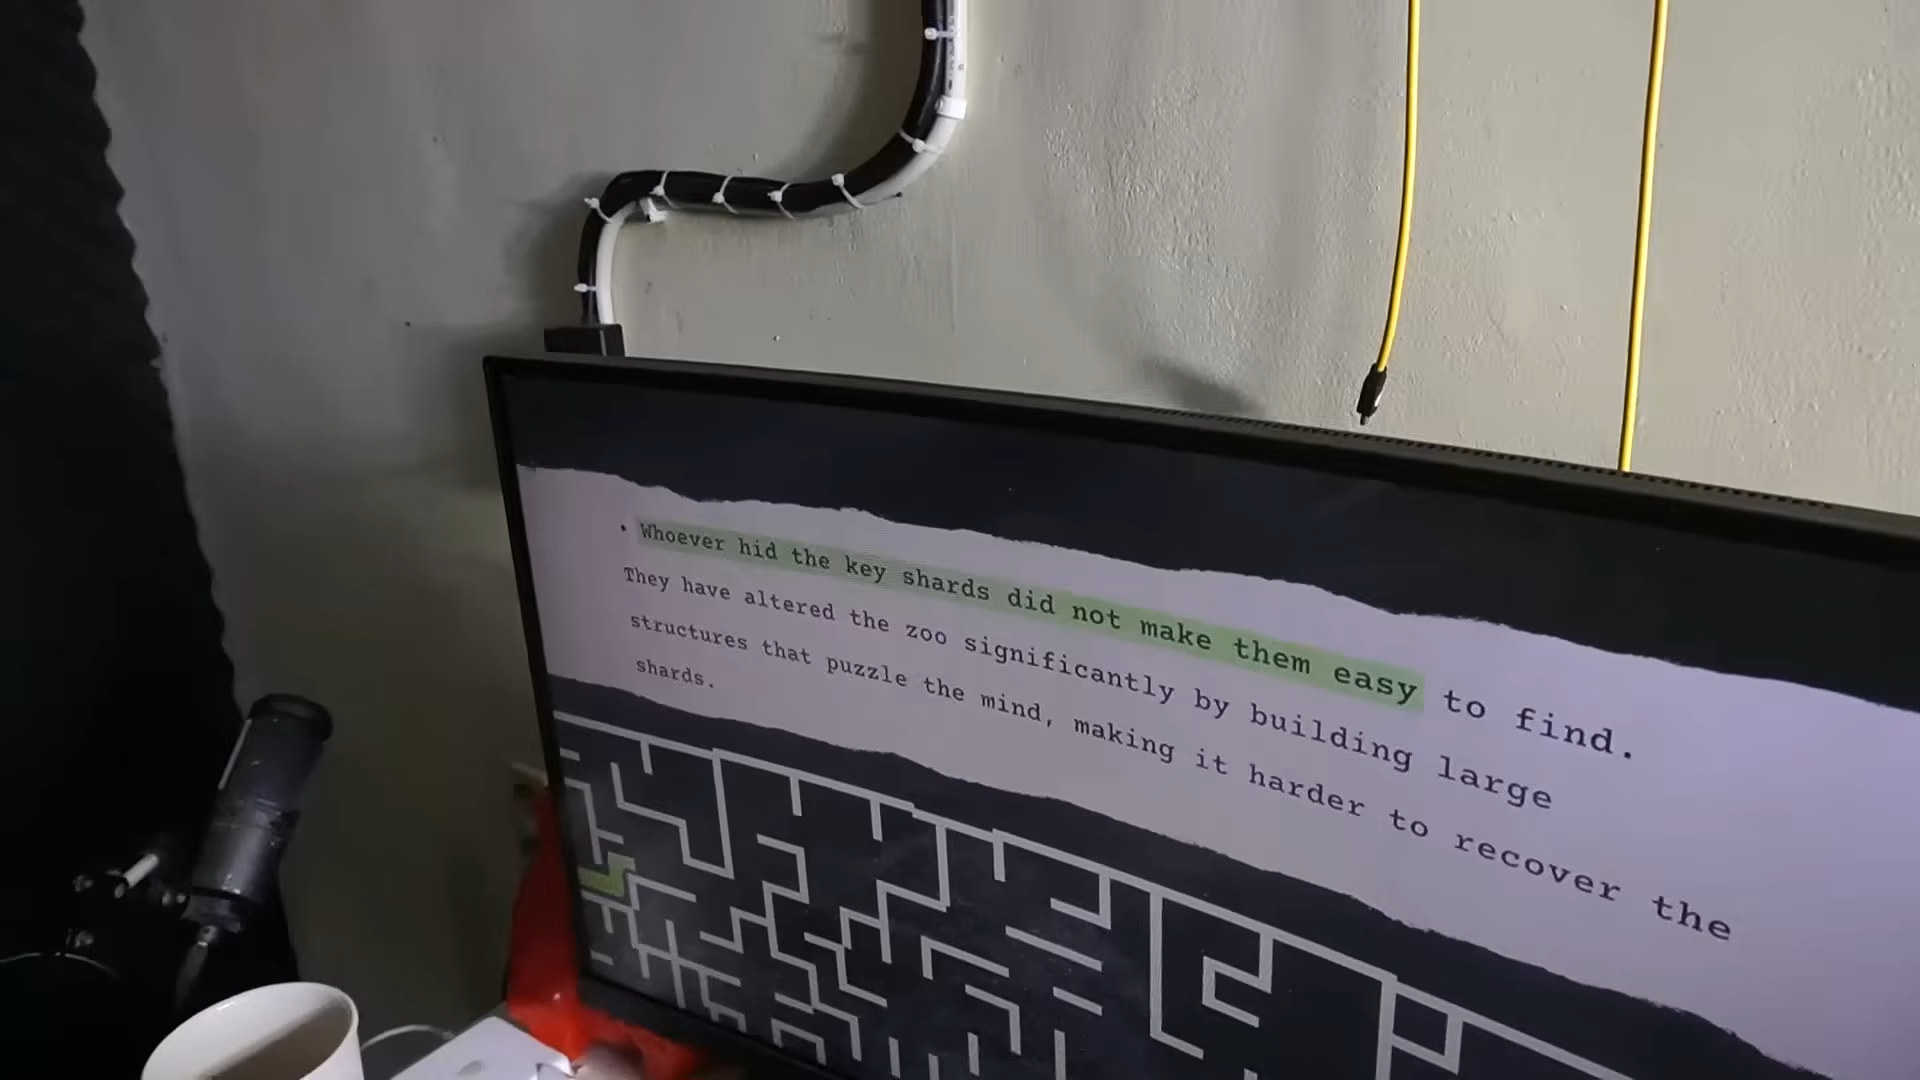 • Whoever hid the key shards did not make them easy to find.
They have altered the zoo significantly by building large
structures that puzzle the mind, making it harder to recover the
shards.